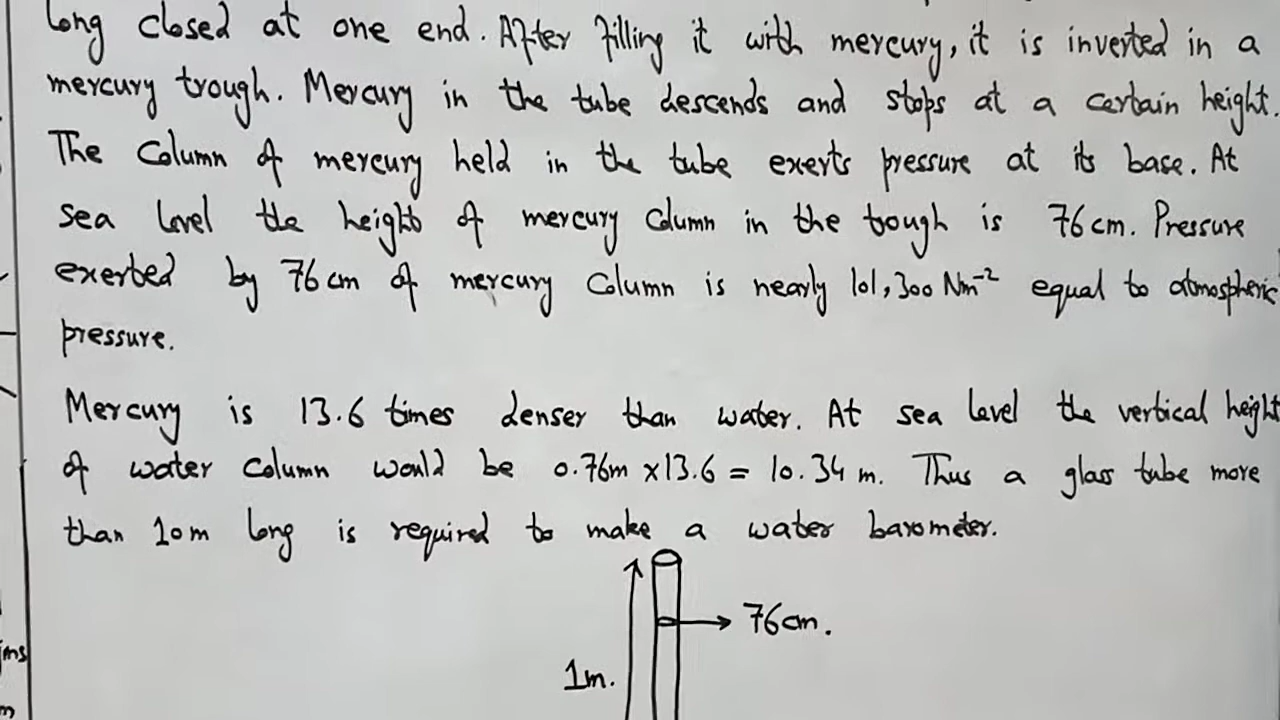 long closed at one end. After filling it with mercury, it is inverted in a
mercury trough. Mercury in the tube descends and stops at a certain height.
The Column of mercury held in the tube exerts pressure at its base. At
sea level the height of mercury column in the trough is 76 cm. Pressure
exerted by 76 cm of mercury Column is nearly 101,300 Nm⁻² equal to atmospheric
pressure.
Mercury is 13.6 times denser than water. At sea level the vertical height
of water column would be 0.76m × 13.6 = 10.34 m. Thus a glass tube more
than 10m long is required to make a water barometer.
76cm.
1m.
ms
m